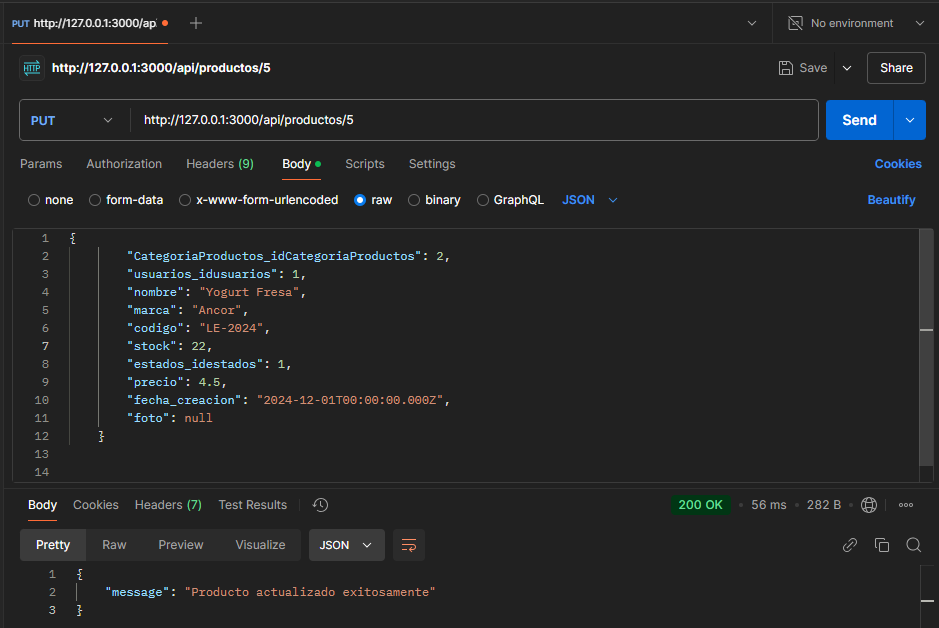 PUT http://127.0.0.1:3000/api
No environment
HTTP http://127.0.0.1:3000/api/productos/5
Save
Share
PUT
http://127.0.0.1:3000/api/productos/5
Send
Params Authorization Headers (9) Body Scripts Settings
Cookies
none form-data x-www-form-urlencoded raw binary GraphQL JSON
Beautify
1 {
2 "CategoriaProductos_idCategoriaProductos": 2,
3 "usuarios_idusuarios": 1,
4 "nombre": "Yogurt Fresa",
5 "marca": "Ancor",
6 "codigo": "LE-2024",
7 "stock": 22,
8 "estados_idestados": 1,
9 "precio": 4.5,
10 "fecha_creacion": "2024-12-01T00:00:00.000Z",
11 "foto": null
12 }
13
14
Body Cookies Headers (7) Test Results
200 OK • 56 ms • 282 B
Pretty Raw Preview Visualize JSON
1 {
2 "message": "Producto actualizado exitosamente"
3 }